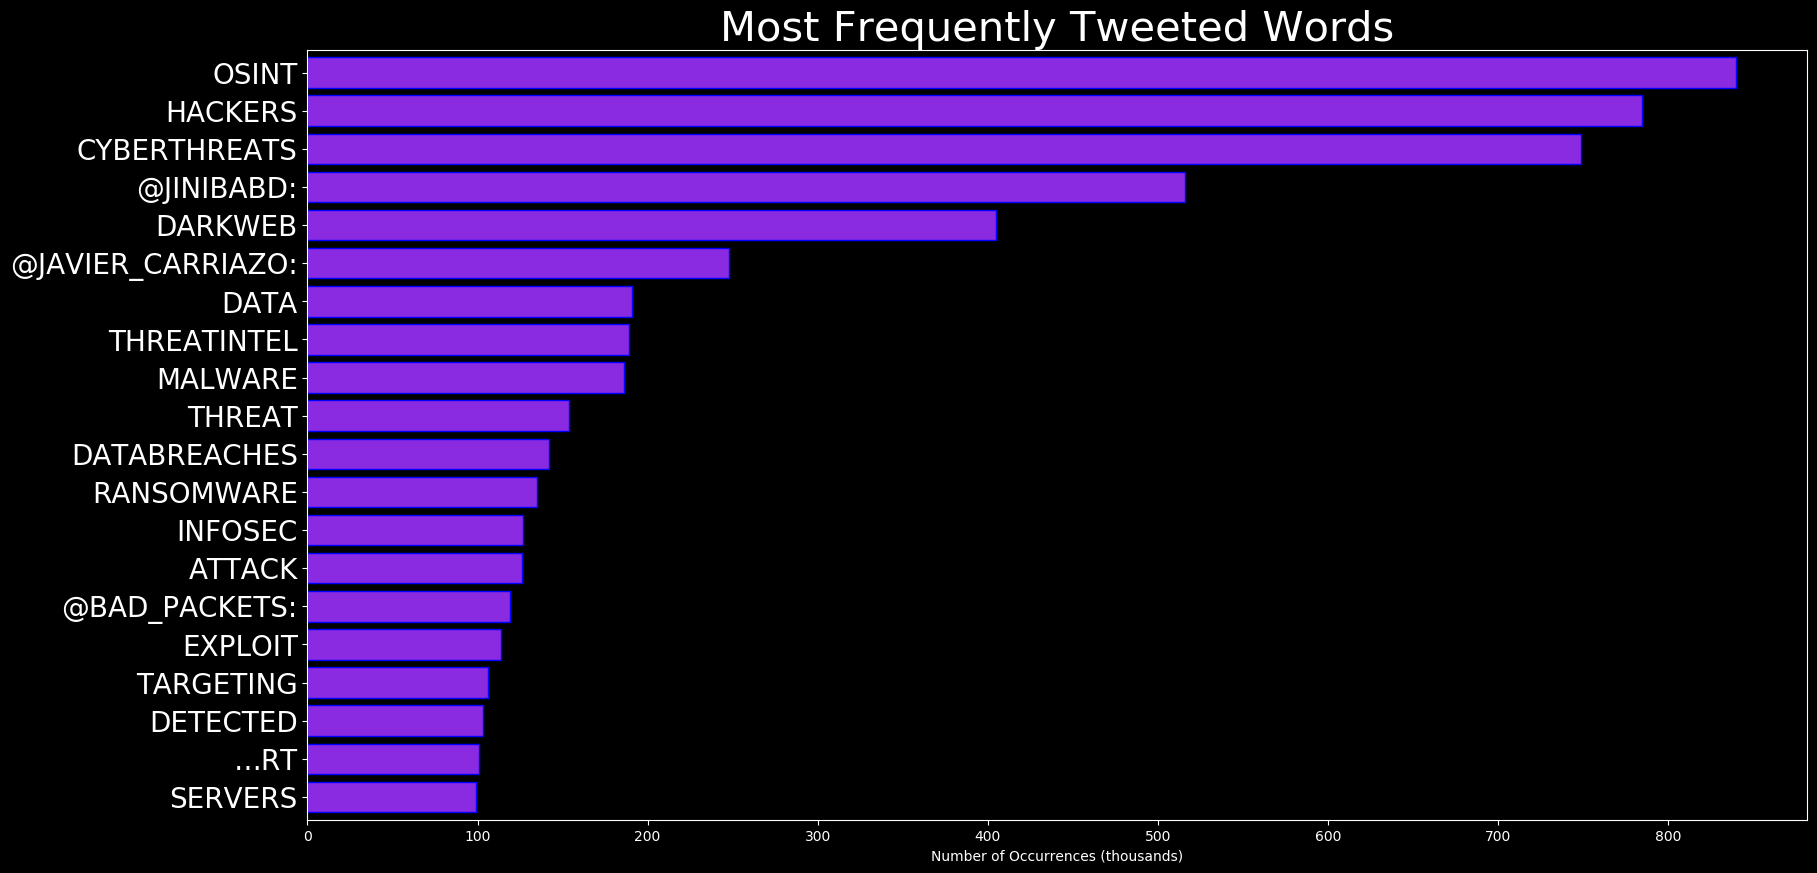 Most Frequently Tweeted Words
OSINT
HACKERS
CYBERTHREATS
@JINIBABD:
DARKWEB
@JAVIER_CARRIAZO:
DATA
THREATINTEL
MALWARE
THREAT
DATABREACHES
RANSOMWARE
INFOSEC
ATTACK
@BAD_PACKETS:
EXPLOIT
TARGETING
DETECTED
…RT
SERVERS
0 100 200 300 400 500 600 700 800
Number of Occurrences (thousands)